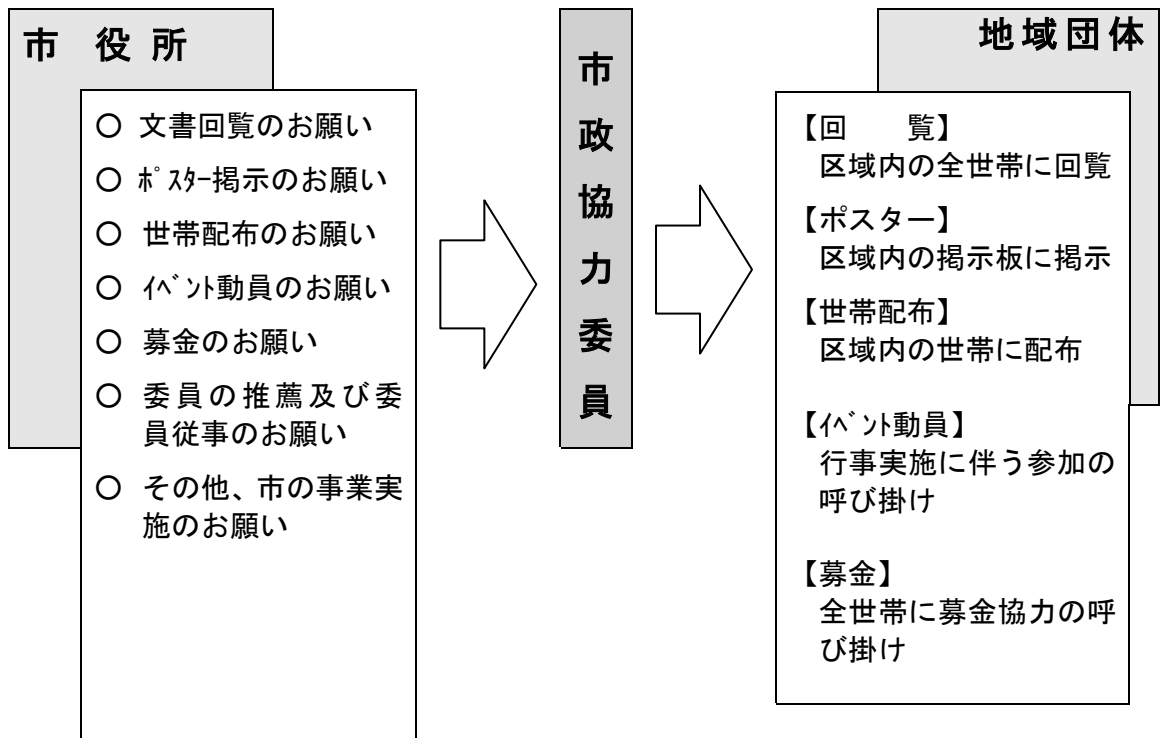 市　役所
〇 文書回覧のお願い
〇 ﾎﾟｽﾀｰ掲示のお願い
〇 世帯配布のお願い
〇 ｲﾍﾞﾝﾄ動員のお願い
〇 募金のお願い
〇 委員の推薦及び委
員従事のお願い
〇 その他、市の事業実
施のお願い
市政協力委員
地域団体
【回　　覧】
区域内の全世帯に回覧
【ポスター】
区域内の掲示板に掲示
【世帯配布】
区域内の世帯に配布
【ｲﾍﾞﾝﾄ動員】
行事実施に伴う参加の
呼び掛け
【募金】
全世帯に募金協力の呼
び掛け